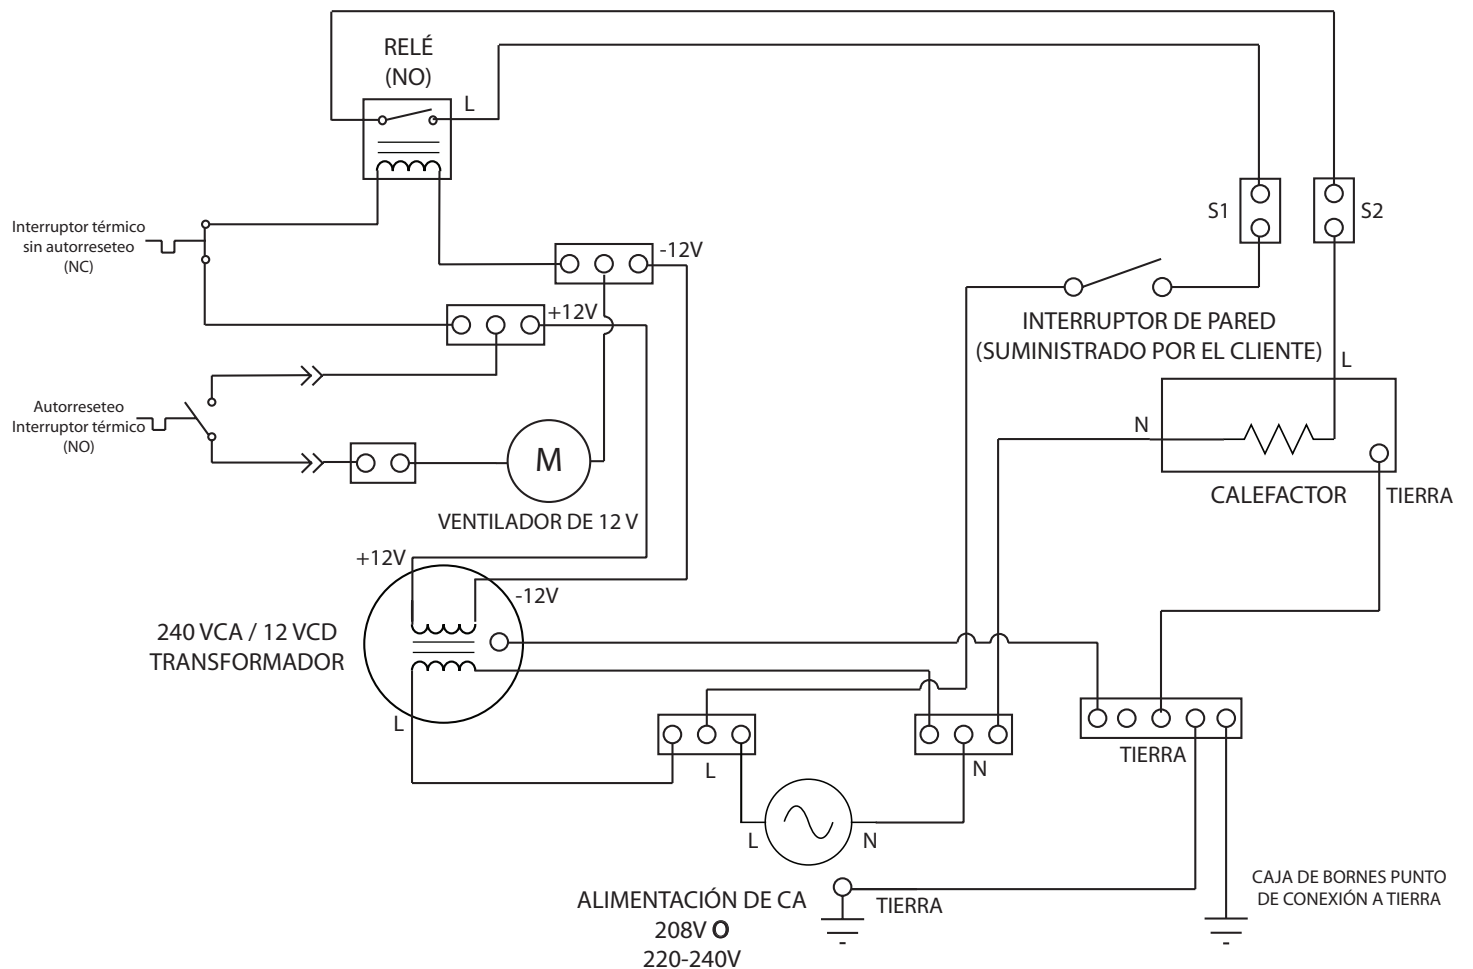 RELÉ
(NO)
L
Interruptor térmico
sin autorreseteo
(NC)
-12V
+12V
S1
S2
INTERRUPTOR DE PARED
(SUMINISTRADO POR EL CLIENTE)
L
Autorreseteo
Interruptor térmico
(NO)
M
VENTILADOR DE 12 V
N
CALEFACTOR
TIERRA
+12V
-12V
240 VCA / 12 VCD
TRANSFORMADOR
L
L
N
TIERRA
L
N
ALIMENTACIÓN DE CA
208V O
220-240V
TIERRA
CAJA DE BORNES PUNTO
DE CONEXIÓN A TIERRA